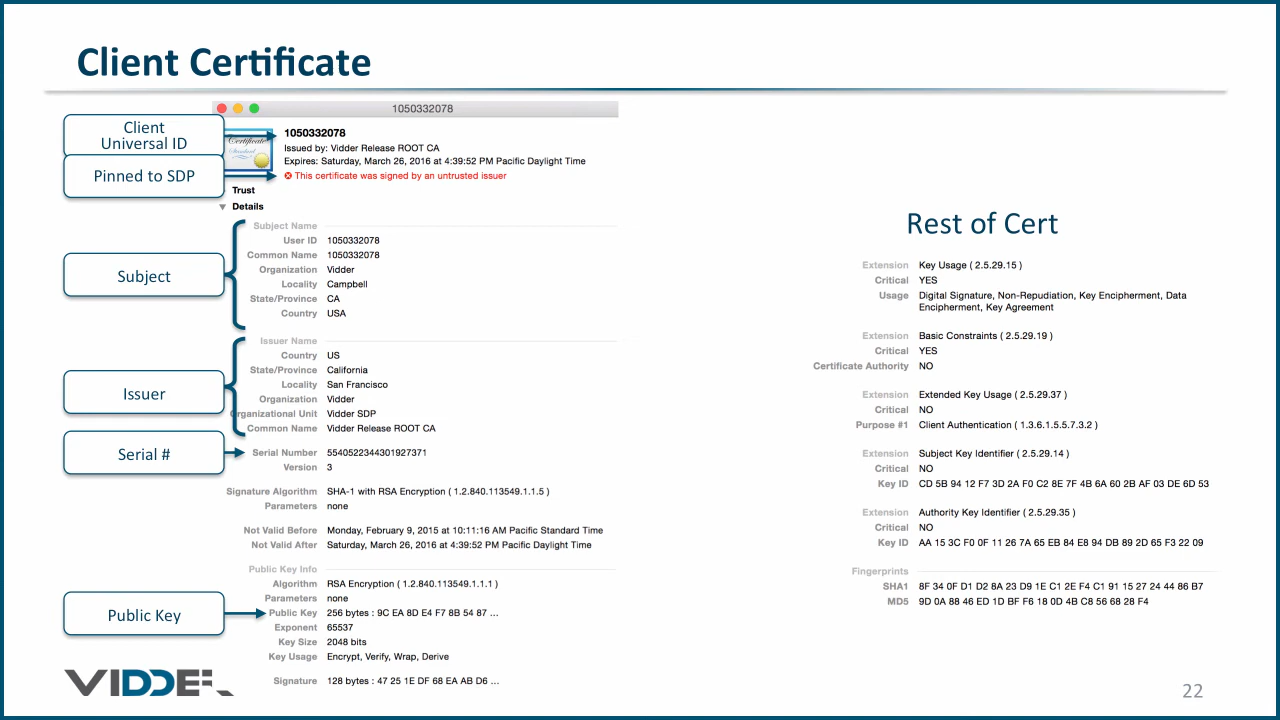 Client Certificate
1050332078
Client
Universal ID
Pinned to SDP
Certificate
Standard
1050332078
Issued by: Vidder Release ROOT CA
Expires: Saturday, March 26, 2016 at 4:39:52 PM Pacific Daylight Time
This certificate was signed by an untrusted issuer
Trust
Details
Subject
Subject Name
User ID 1050332078
Common Name 1050332078
Organization Vidder
Locality Campbell
State/Province CA
Country USA
Issuer
Issuer Name
Country US
State/Province California
Locality San Francisco
Organization Vidder
Organizational Unit Vidder SDP
Common Name Vidder Release ROOT CA
Serial #
Serial Number 5540522344301927371
Version 3
Signature Algorithm SHA-1 with RSA Encryption ( 1.2.840.113549.1.1.5 )
Parameters none
Not Valid Before Monday, February 9, 2015 at 10:11:16 AM Pacific Standard Time
Not Valid After Saturday, March 26, 2016 at 4:39:52 PM Pacific Daylight Time
Public Key Info
Algorithm RSA Encryption ( 1.2.840.113549.1.1.1 )
Parameters none
Public Key
Public Key 256 bytes : 9C EA 8D E4 F7 8B 54 87 ...
Exponent 65537
Key Size 2048 bits
Key Usage Encrypt, Verify, Wrap, Derive
Signature 128 bytes : 47 25 1E DF 68 EA AB D6 ...
Rest of Cert
Extension Key Usage ( 2.5.29.15 )
Critical YES
Usage Digital Signature, Non-Repudiation, Key Encipherment, Data
Encipherment, Key Agreement
Extension Basic Constraints ( 2.5.29.19 )
Critical YES
Certificate Authority NO
Extension Extended Key Usage ( 2.5.29.37 )
Critical NO
Purpose #1 Client Authentication ( 1.3.6.1.5.5.7.3.2 )
Extension Subject Key Identifier ( 2.5.29.14 )
Critical NO
Key ID CD 5B 94 12 F7 3D 2A F0 C2 8E 7F 4B 6A 60 2B AF 03 DE 6D 53
Extension Authority Key Identifier ( 2.5.29.35 )
Critical NO
Key ID AA 15 3C F0 0F 11 26 7A 65 EB 84 E8 94 DB 89 2D 65 F3 22 09
Fingerprints
SHA1 8F 34 0F D1 D2 8A 23 D9 1E C1 2E F4 C1 91 15 27 24 44 86 B7
MD5 9D 0A 88 46 ED 1D BF F6 18 0D 4B C8 56 68 28 F4
VIDDER
22